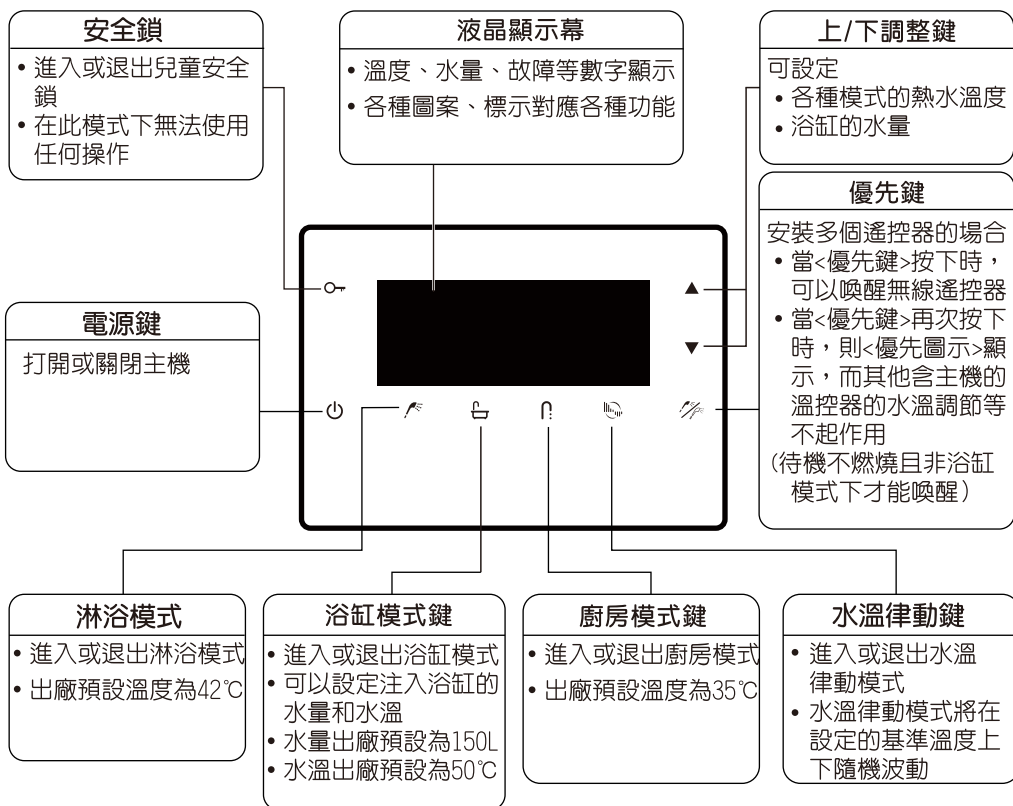 安全鎖
• 進入或退出兒童安全
鎖
• 在此模式下無法使用
任何操作
液晶顯示幕
• 溫度、水量、故障等數字顯示
• 各種圖案、標示對應各種功能
上/下調整鍵
可設定
• 各種模式的熱水溫度
• 浴缸的水量
優先鍵
安裝多個遙控器的場合
• 當<優先鍵>按下時，
可以喚醒無線遙控器
• 當<優先鍵>再次按下
時，則<優先圖示>顯
示，而其他含主機的
溫控器的水溫調節等
不起作用
(待機不燃燒且非浴缸
模式下才能喚醒)
電源鍵
打開或關閉主機
淋浴模式
• 進入或退出淋浴模式
• 出廠預設溫度為42℃
浴缸模式鍵
• 進入或退出浴缸模式
• 可以設定注入浴缸的
水量和水溫
• 水量出廠預設為150L
• 水溫出廠預設為50℃
廚房模式鍵
• 進入或退出廚房模式
• 出廠預設溫度為35℃
水溫律動鍵
• 進入或退出水溫
律動模式
• 水溫律動模式將在
設定的基準溫度上
下隨機波動